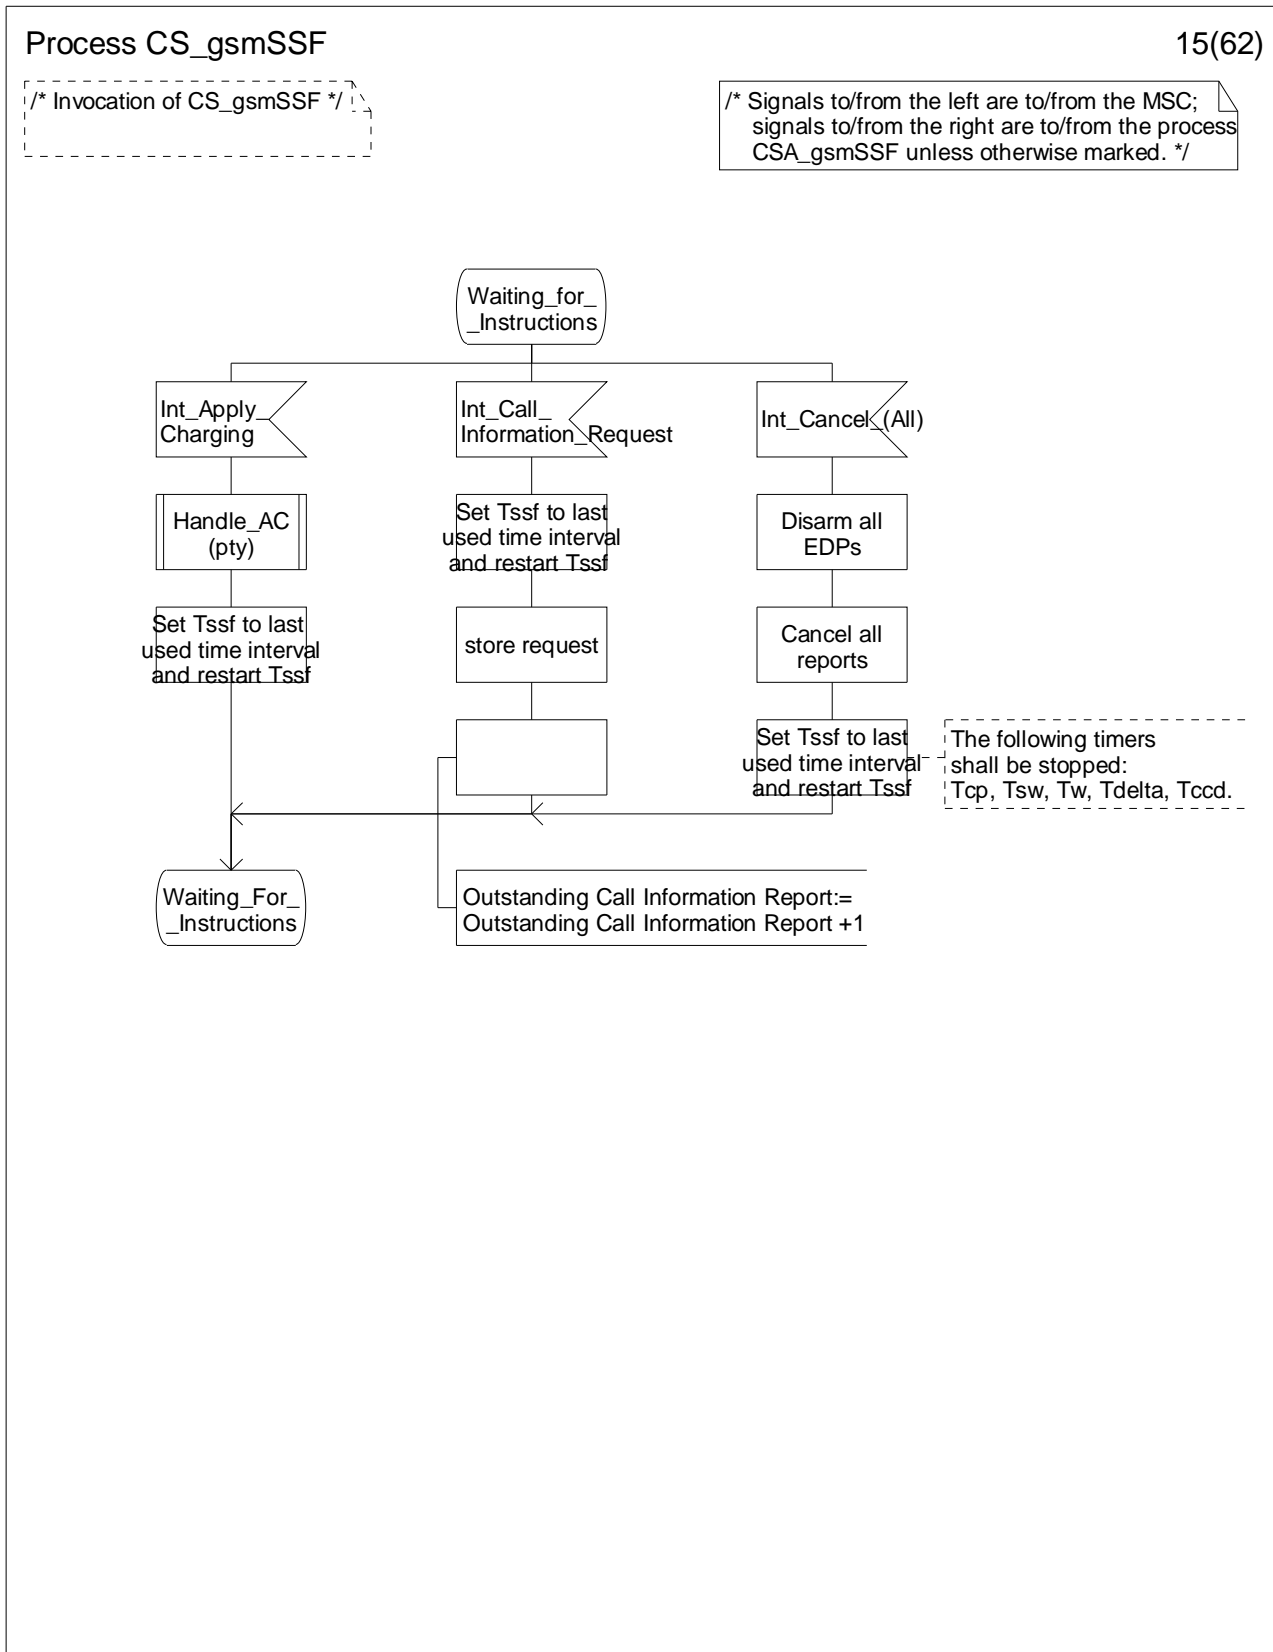 Process CS_gsmSSF
15(62)
/* Invocation of CS_gsmSSF */
/* Signals to/from the left are to/from the MSC;
signals to/from the right are to/from the process
CSA_gsmSSF unless otherwise marked. */
Waiting_for_
_Instructions
Int_Apply_
Charging
Int_Call_
Information_Request
Int_Cancel_(All)
Handle_AC
(pty)
Set Tssf to last
used time interval
and restart Tssf
Disarm all
EDPs
Set Tssf to last
used time interval
and restart Tssf
store request
Cancel all
reports
Set Tssf to last
used time interval
and restart Tssf
The following timers
shall be stopped:
Tcp, Tsw, Tw, Tdelta, Tccd.
Waiting_For_
_Instructions
Outstanding Call Information Report:=
Outstanding Call Information Report +1